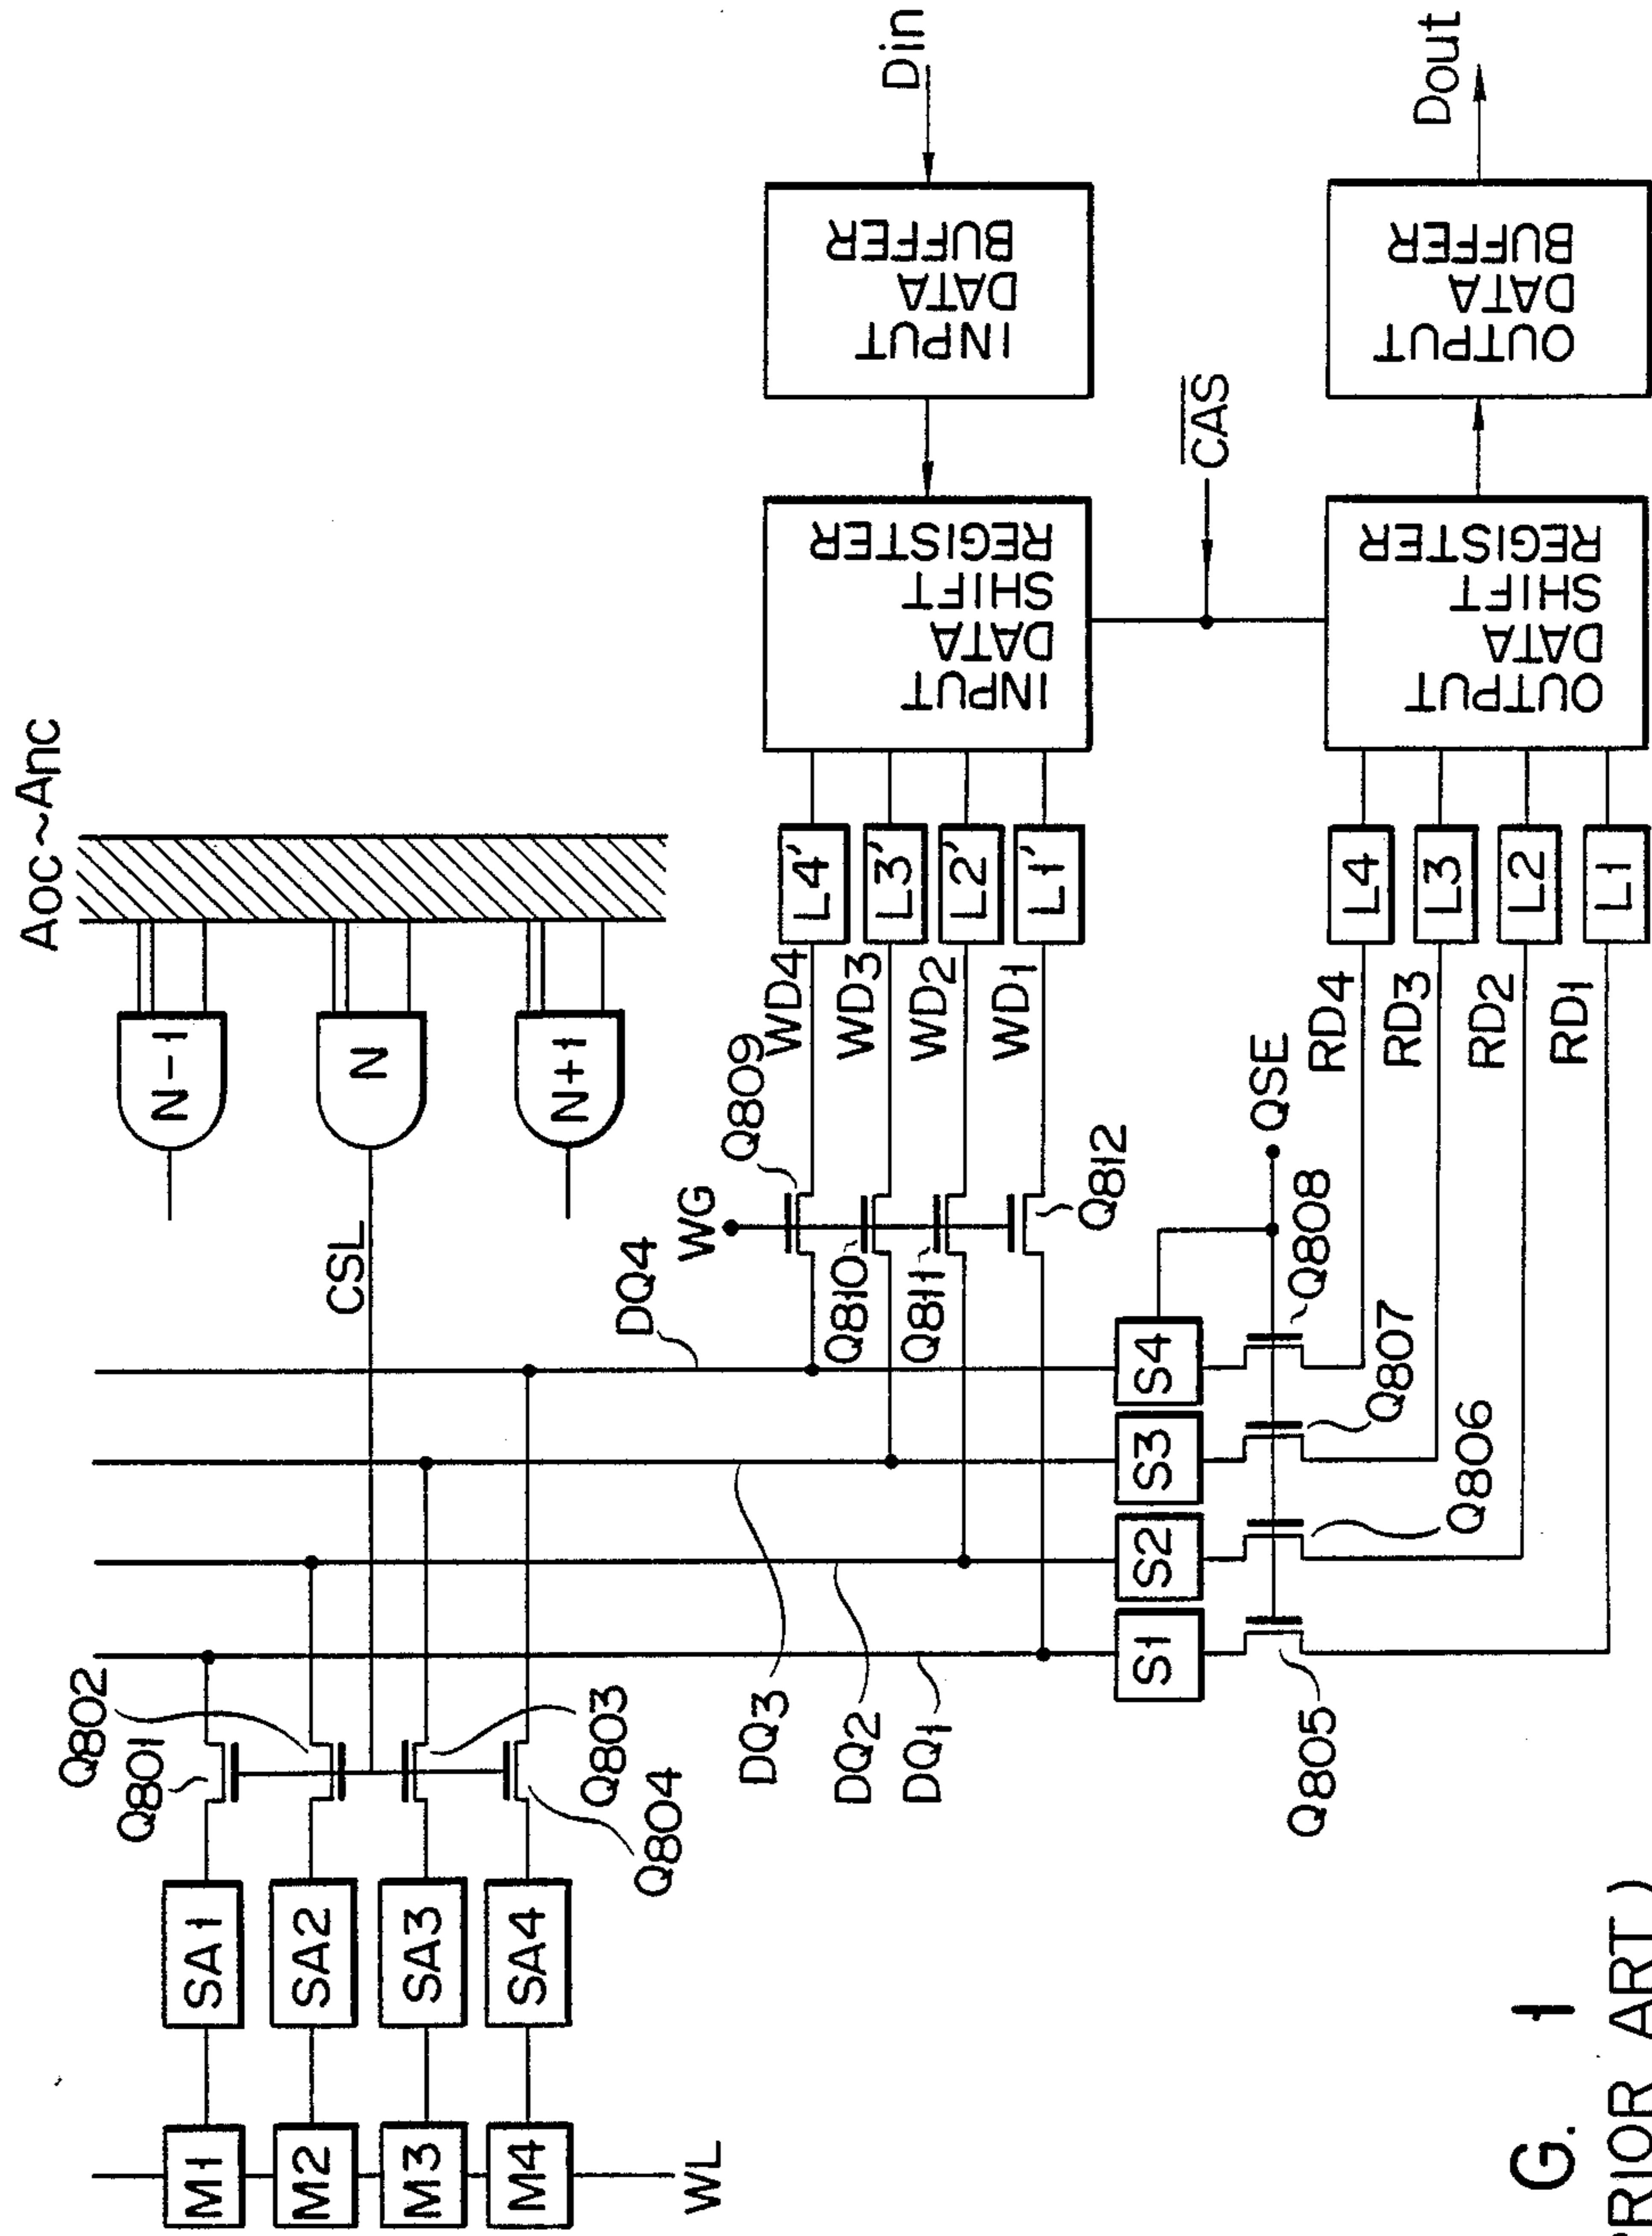 Aoc~Anc
N-1
N
N+1
CSL
M1
M2
M3
M4
WL
SA1
SA2
SA3
SA4
Q801
Q802
Q803
Q804
DQ4
DQ3
DQ2
DQ1
WG
Q809
Q810
Q811
Q812
WD4
WD3
WD2
WD1
L4'
L3'
L2'
L1'
INPUT
DATA
SHIFT
REGISTER
INPUT
DATA
BUFFER
Din
CAS
S1
S2
S3
S4
QSE
Q805
Q806
Q807
Q808
RD4
RD3
RD2
RD1
L4
L3
L2
L1
OUTPUT
DATA
SHIFT
REGISTER
OUTPUT
DATA
BUFFER
Dout
G. 1
PRIOR ART)